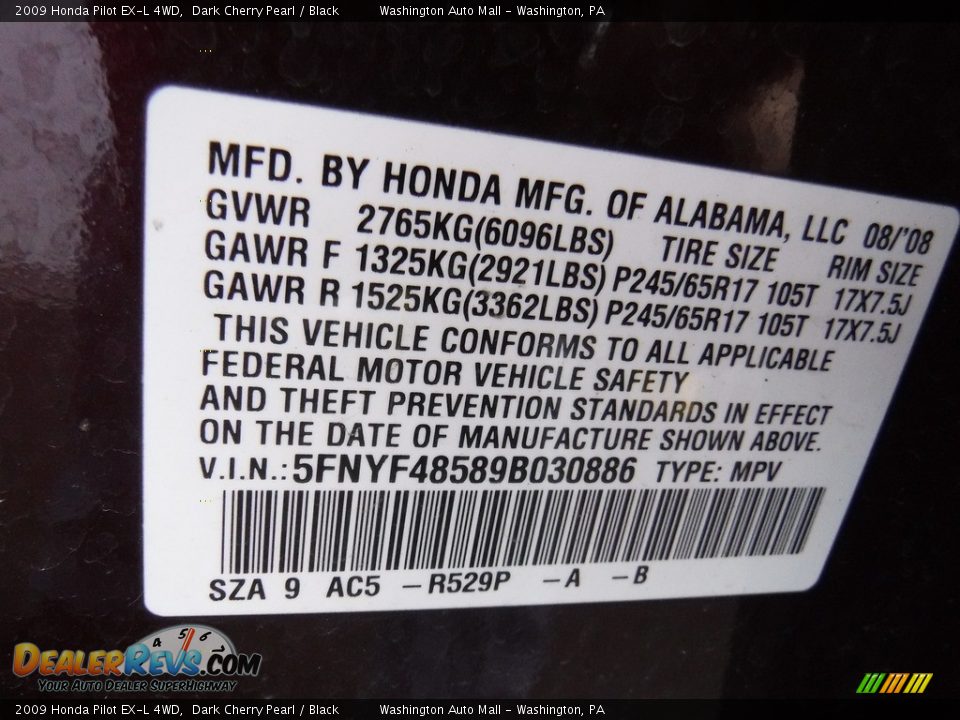 2009 Honda Pilot EX-L 4WD, Dark Cherry Pearl / Black Washington Auto Mall - Washington, PA
MFD. BY HONDA MFG. OF ALABAMA, LLC 08/'08
GVWR 2765KG(6096LBS) TIRE SIZE RIM SIZE
GAWR F 1325KG(2921LBS) P245/65R17 105T 17X7.5J
GAWR R 1525KG(3362LBS) P245/65R17 105T 17X7.5J
THIS VEHICLE CONFORMS TO ALL APPLICABLE
FEDERAL MOTOR VEHICLE SAFETY
AND THEFT PREVENTION STANDARDS IN EFFECT
ON THE DATE OF MANUFACTURE SHOWN ABOVE.
V.I.N.: 5FNYF48589B030886 TYPE: MPV
SZA 9 AC5 – R529P – A – B
4 5 6
DEALERREVS.COM
YOUR AUTO DEALER SUPERHIGHWAY
2009 Honda Pilot EX-L 4WD, Dark Cherry Pearl / Black Washington Auto Mall - Washington, PA